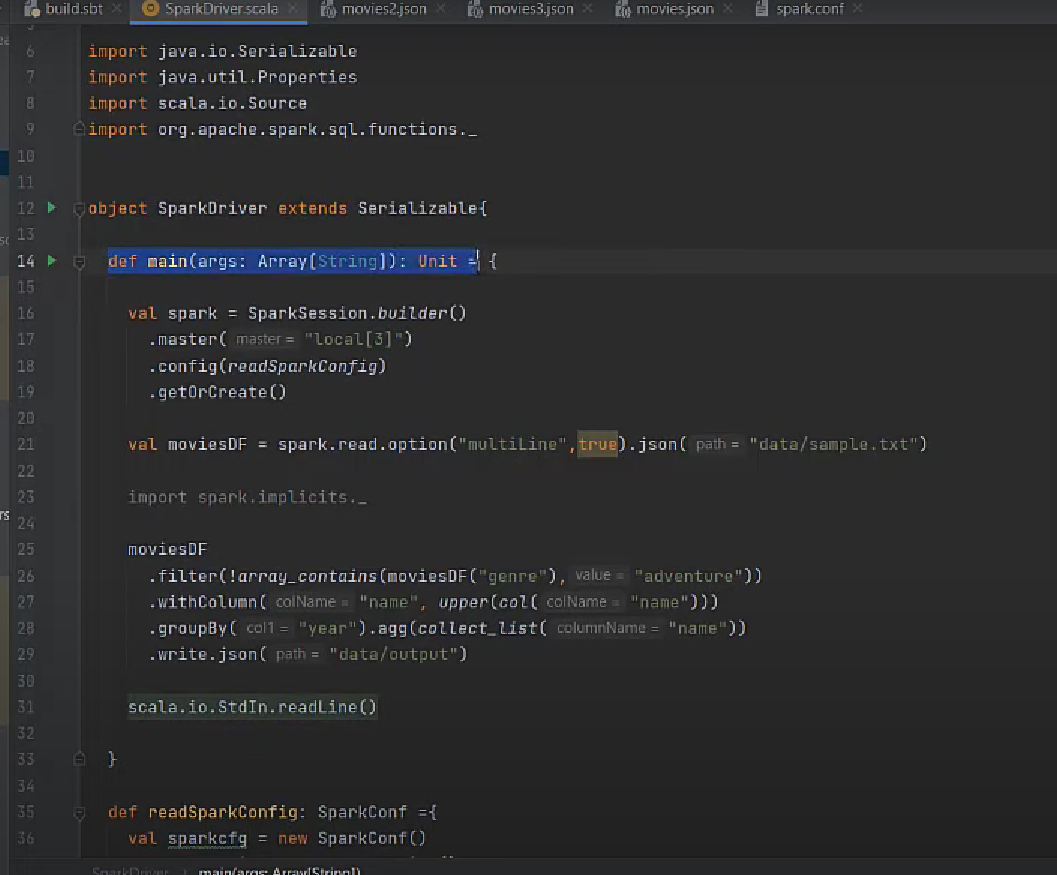 build.sbt × SparkDriver.scala × movies2.json × movies3.json × movies.json × spark.conf ×
6 import java.io.Serializable
7 import java.util.Properties
8 import scala.io.Source
9 import org.apache.spark.sql.functions._
10
11
12 object SparkDriver extends Serializable{
13
14 def main(args: Array[String]): Unit = {
15
16 val spark = SparkSession.builder()
17 .master( master = "local[3]")
18 .config(readSparkConfig)
19 .getOrCreate()
20
21 val moviesDF = spark.read.option("multiLine",true).json( path = "data/sample.txt")
22
23 import spark.implicits._
24
25 moviesDF
26 .filter(!array_contains(moviesDF("genre"), value = "adventure"))
27 .withColumn( colName = "name", upper(col( colName = "name")))
28 .groupBy( col1 = "year").agg(collect_list( columnName = "name"))
29 .write.json( path = "data/output")
30
31 scala.io.StdIn.readLine()
32
33 }
34
35 def readSparkConfig: SparkConf ={
36 val sparkcfg = new SparkConf()
SparkDriver main(args: Array[String])